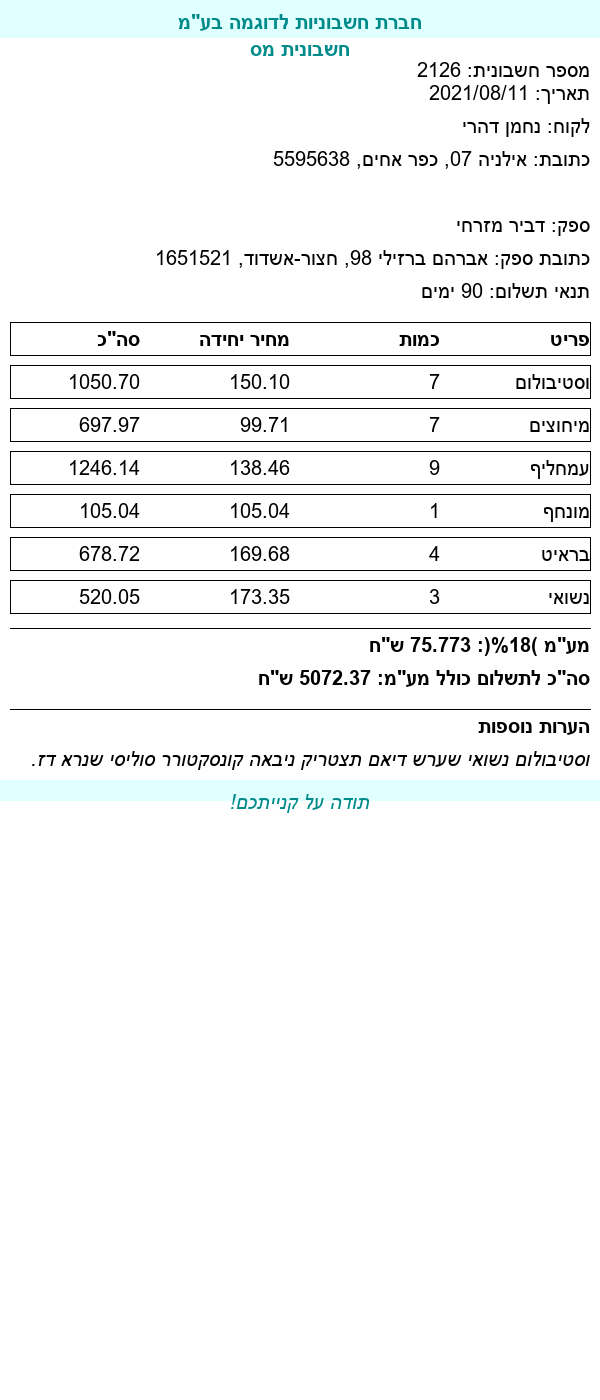 חברת חשבוניות לדוגמה בע"מ
חשבונית מס
מספר חשבונית: 2126
תאריך: 2021/08/11
לקוח: נחמן דהרי
כתובת: אילניה 07, כפר אחים, 5595638
ספק: דביר מזרחי
כתובת ספק: אברהם ברזילי 98, חצור-אשדוד, 1651521
תנאי תשלום: 90 ימים
פריט כמות מחיר יחידה סה"כ
וסטיבולום 7 150.10 1050.70
מיחוצים 7 99.71 697.97
עמחליף 9 138.46 1246.14
מונחף 1 105.04 105.04
בראיט 4 169.68 678.72
נשואי 3 173.35 520.05
מע"מ )18%(: 75.773 ש"ח
סה"כ לתשלום כולל מע"מ: 5072.37 ש"ח
הערות נוספות
וסטיבולום נשואי שערש דיאם תצטריק ניבאה קונסקטורר סוליסי שנרא דז.
תודה על קנייתכם!